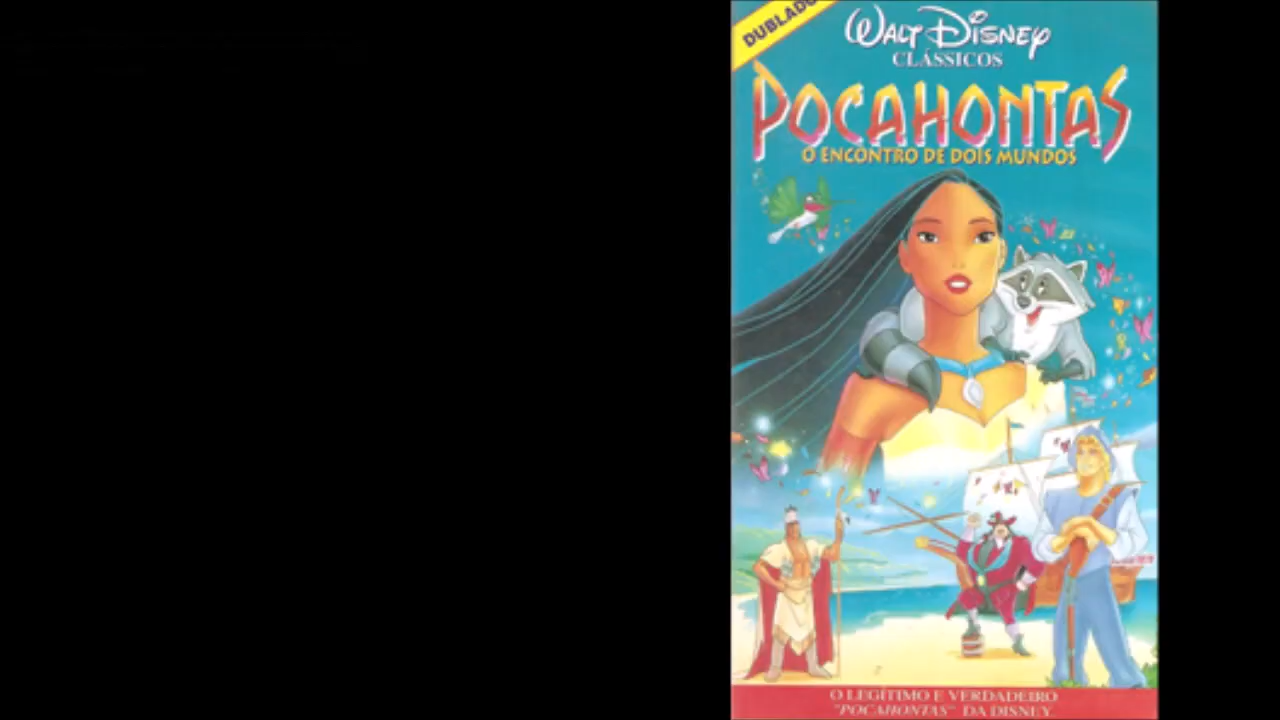 DUBLADO
WALT DISNEY
CLÁSSICOS
POCAHONTAS
O ENCONTRO DE DOIS MUNDOS
O LEGÍTIMO E VERDADEIRO
"POCAHONTAS" DA DISNEY.